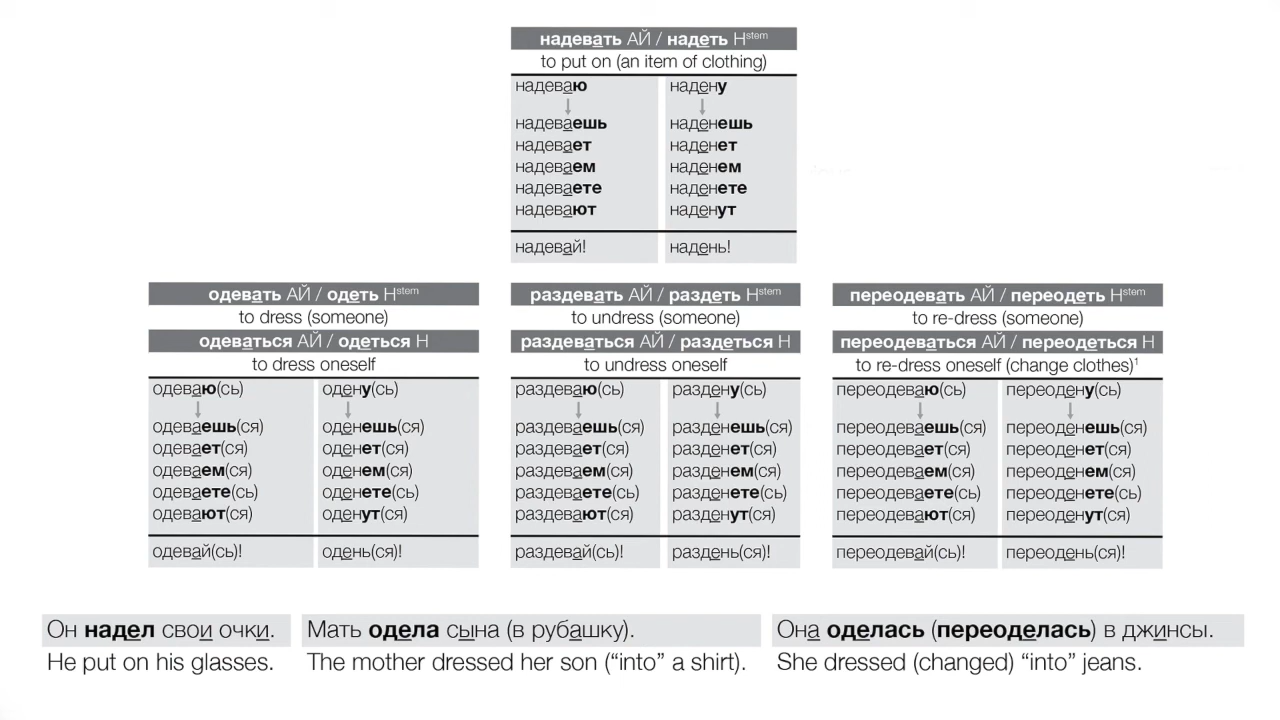 надевать АЙ / надеть Нstem
to put on (an item of clothing)
надеваю надену
надеваешь наденешь
надевает наденет
надеваем наденем
надеваете наденете
надевают наденут
надевай! надень!
одевать АЙ / одеть Нstem
to dress (someone)
одеваться АЙ / одеться Н
to dress oneself
одеваю(сь) одену(сь)
одеваешь(ся) оденешь(ся)
одевает(ся) оденет(ся)
одеваем(ся) оденем(ся)
одеваете(сь) оденете(сь)
одевают(ся) оденут(ся)
одевай(сь)! одень(ся)!
раздевать АЙ / раздеть Нstem
to undress (someone)
раздеваться АЙ / раздеться Н
to undress oneself
раздеваю(сь) раздену(сь)
раздеваешь(ся) разденешь(ся)
раздевает(ся) разденет(ся)
раздеваем(ся) разденем(ся)
раздеваете(сь) разденете(сь)
раздевают(ся) разденут(ся)
раздевай(сь)! раздень(ся)!
переодевать АЙ / переодеть Нstem
to re-dress (someone)
переодеваться АЙ / переодеться Н
to re-dress oneself (change clothes)¹
переодеваю(сь) переодену(сь)
переодеваешь(ся) переоденешь(ся)
переодевает(ся) переоденет(ся)
переодеваем(ся) переоденем(ся)
переодеваете(сь) переоденете(сь)
переодевают(ся) переоденут(ся)
переодевай(сь)! переодень(ся)!
Он надел свои очки.
He put on his glasses.
Мать одела сына (в рубашку).
The mother dressed her son (“into” a shirt).
Она оделась (переоделась) в джинсы.
She dressed (changed) “into” jeans.